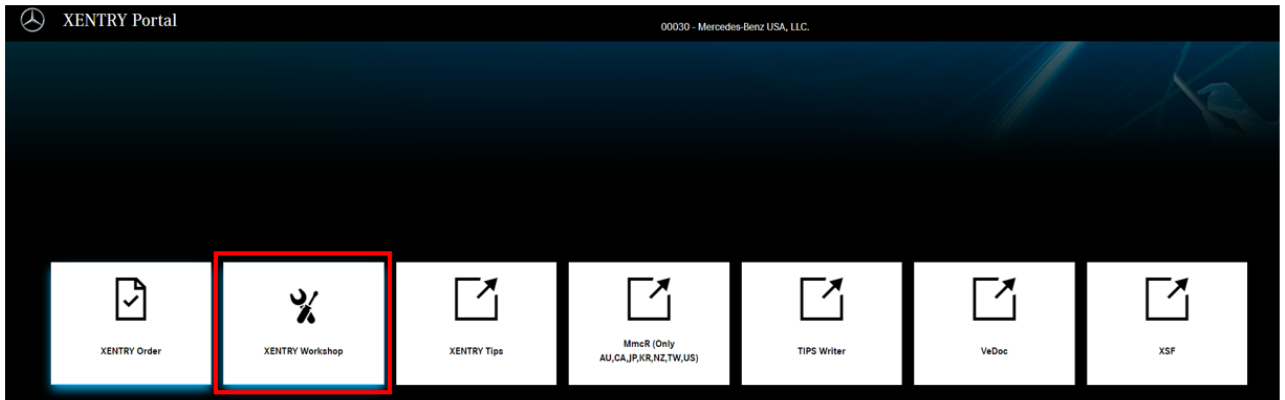 XENTRY Portal
00030 - Mercedes-Benz USA, LLC.
XENTRY Order
XENTRY Workshop
XENTRY Tips
MmcR (Only
AU,CA,JP,KR,NZ,TW,US)
TIPS Writer
VeDoc
XSF